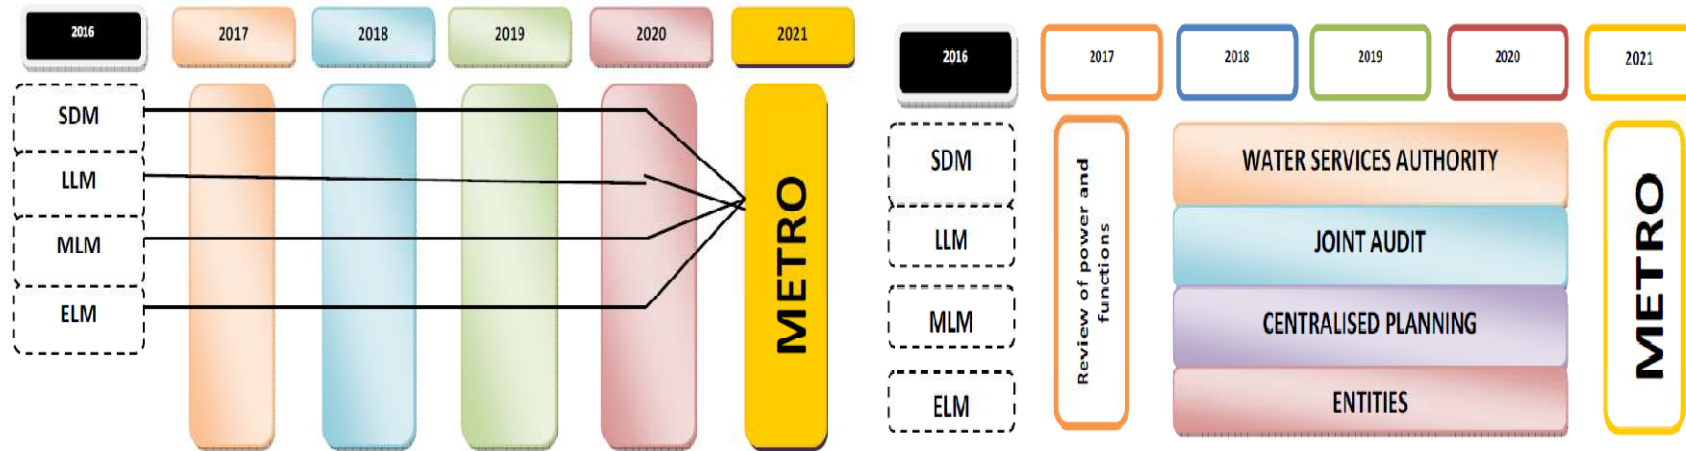 2016
2017
2018
2019
2020
2021
SDM
LLM
MLM
ELM
METRO
2016
2017
2018
2019
2020
2021
SDM
LLM
MLM
ELM
Review of power and
functions
WATER SERVICES AUTHORITY
JOINT AUDIT
CENTRALISED PLANNING
ENTITIES
METRO